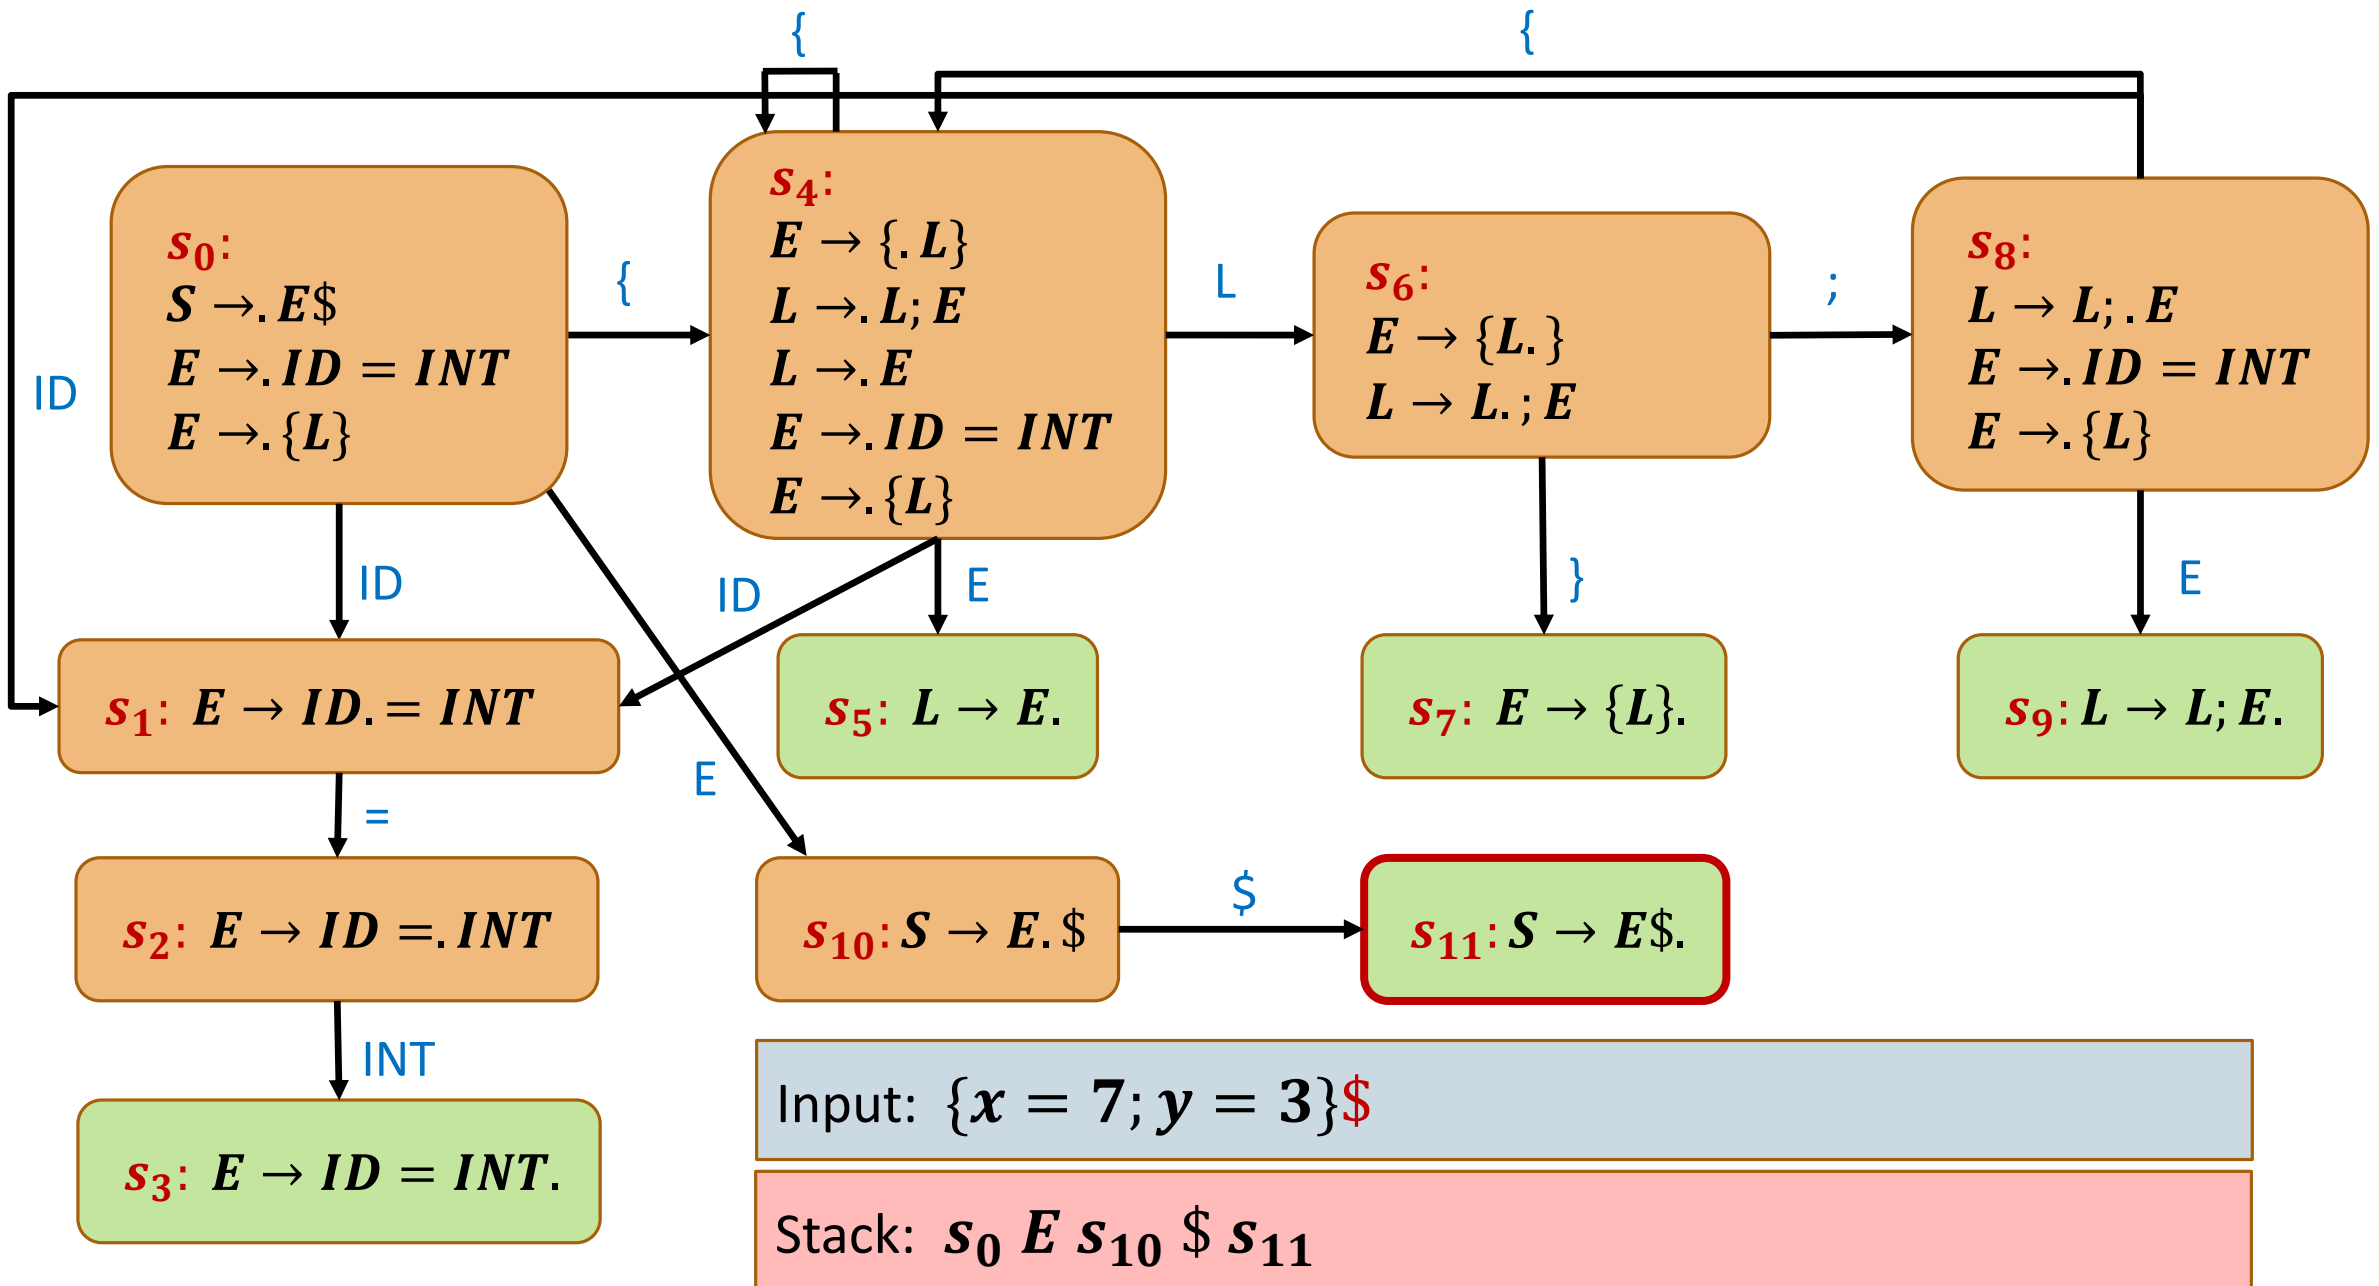 {
{
s₀:
S →. E$
E →. ID = INT
E →. {L}
{
s₄:
E → {. L}
L →. L; E
L →. E
E →. ID = INT
E →. {L}
L
s₆:
E → {L. }
L → L. ; E
;
s₈:
L → L; . E
E →. ID = INT
E →. {L}
ID
ID
ID
E
}
E
s₁: E → ID. = INT
s₅: L → E.
s₇: E → {L}.
s₉: L → L; E.
E
=
s₂: E → ID =. INT
s₁₀: S → E. $
$
s₁₁: S → E$.
INT
s₃: E → ID = INT.
Input: {x = 7; y = 3}$
Stack: s₀ E s₁₀ $ s₁₁